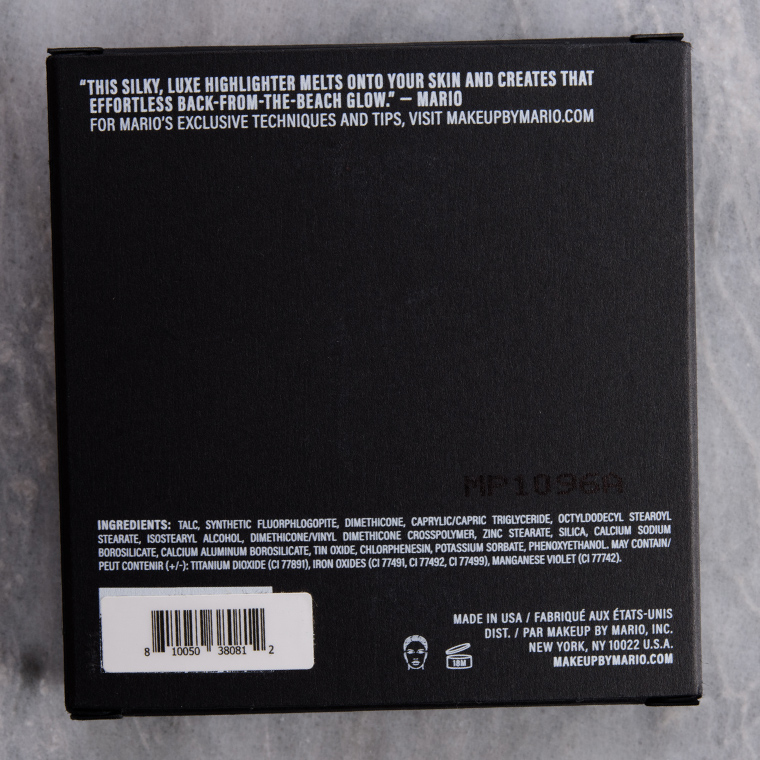 “THIS SILKY, LUXE HIGHLIGHTER MELTS ONTO YOUR SKIN AND CREATES THAT
EFFORTLESS BACK-FROM-THE-BEACH GLOW.” — MARIO
FOR MARIO’S EXCLUSIVE TECHNIQUES AND TIPS, VISIT MAKEUPBYMARIO.COM
MP1096A
INGREDIENTS: TALC, SYNTHETIC FLUORPHLOGOPITE, DIMETHICONE, CAPRYLIC/CAPRIC TRIGLYCERIDE, OCTYLDODECYL STEAROYL
STEARATE, ISOSTEARYL ALCOHOL, DIMETHICONE/VINYL DIMETHICONE CROSSPOLYMER, ZINC STEARATE, SILICA, CALCIUM SODIUM
BOROSILICATE, CALCIUM ALUMINUM BOROSILICATE, TIN OXIDE, CHLORPHENESIN, POTASSIUM SORBATE, PHENOXYETHANOL. MAY CONTAIN/
PEUT CONTENIR (+/-): TITANIUM DIOXIDE (CI 77891), IRON OXIDES (CI 77491, CI 77492, CI 77499), MANGANESE VIOLET (CI 77742).
8 10050 38081 2
18M
MADE IN USA / FABRIQUÉ AUX ÉTATS-UNIS
DIST. / PAR MAKEUP BY MARIO, INC.
NEW YORK, NY 10022 U.S.A.
MAKEUPBYMARIO.COM